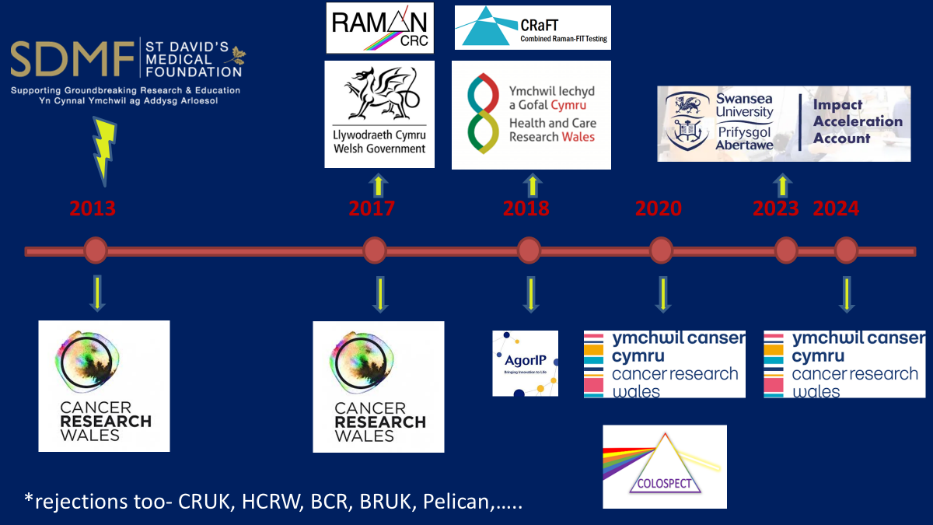 SDMF
ST DAVID'S
MEDICAL
FOUNDATION
Supporting Groundbreaking Research & Education
Yn Cynnal Ymchwil ag Addysg Arloesol
RAMAN
CRC
Llywodraeth Cymru
Welsh Government
CRaFT
Combined Raman-FIT Testing
Ymchwil Iechyd
a Gofal Cymru
Health and Care
Research Wales
Swansea
University
Prifysgol
Abertawe
Impact
Acceleration
Account
2013
2017
2018
2020
2023
2024
CANCER
RESEARCH
WALES
CANCER
RESEARCH
WALES
AgorIP
Bringing Innovation to Life
ymchwil canser
cymru
cancer research
wales
ymchwil canser
cymru
cancer research
wales
COLOSPECT
*rejections too- CRUK, HCRW, BCR, BRUK, Pelican,.....